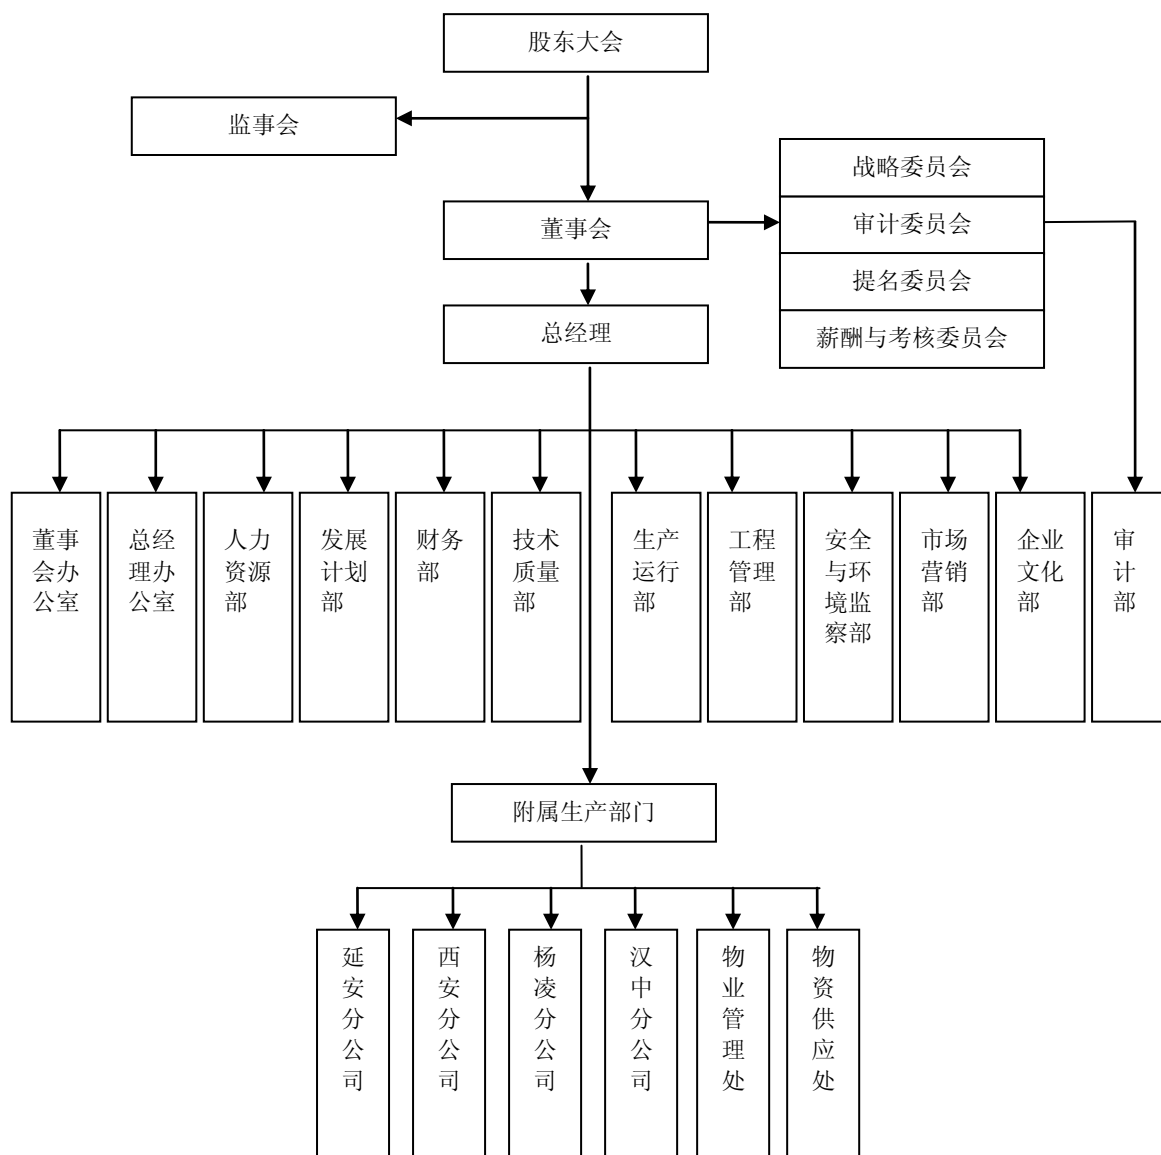 股东大会
监事会
战略委员会
董事会
审计委员会
提名委员会
总经理
薪酬与考核委员会
董事
会办
公室
总经
理办
公室
人力
资源
部
发展
计划
部
财务
部
技术
质量
部
生产
运行
部
工程
管理
部
安全
与环
境监
察部
市场
营销
部
企业
文化
部
审
计部
附属生产部门
延
安
分
公
司
西
安
分
公
司
杨
凌
分
公
司
汉
中
分
公
司
物
业
管
理
处
物
资
供
应
处